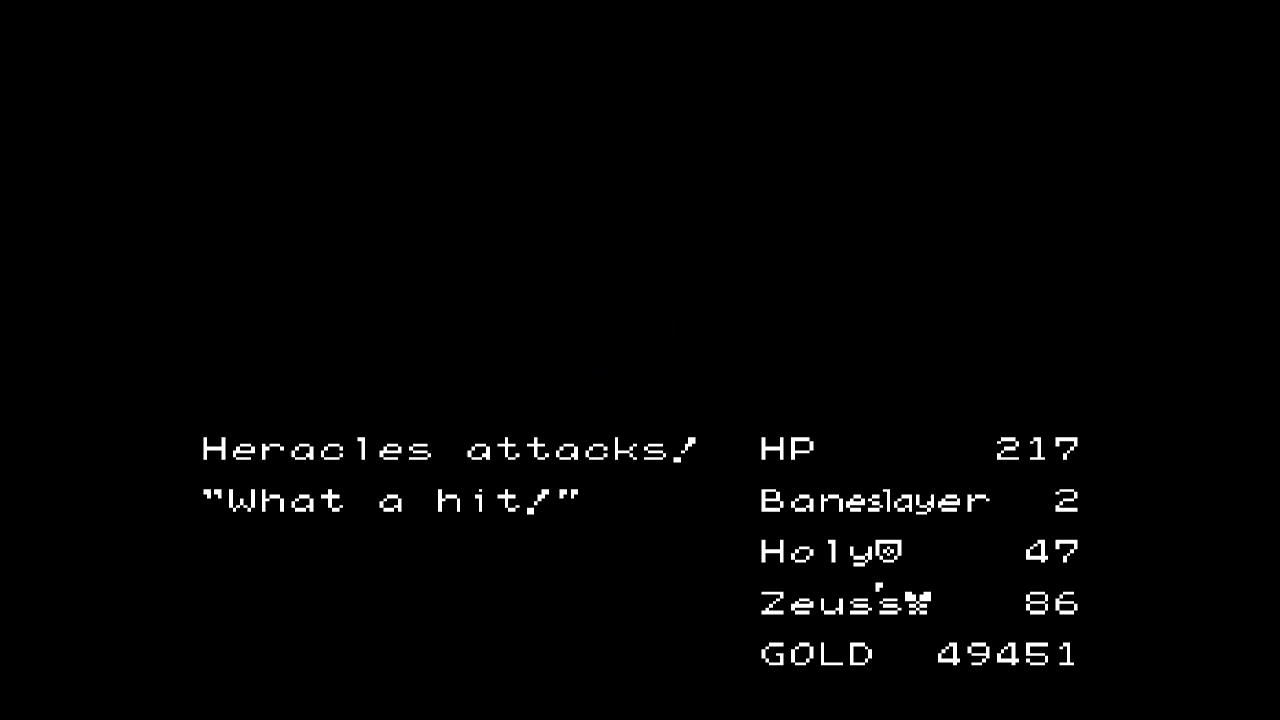 Heracles attacks!
"What a hit!"
HP 217
Baneslayer 2
Holy 47
Zeus's 86
GOLD 49451